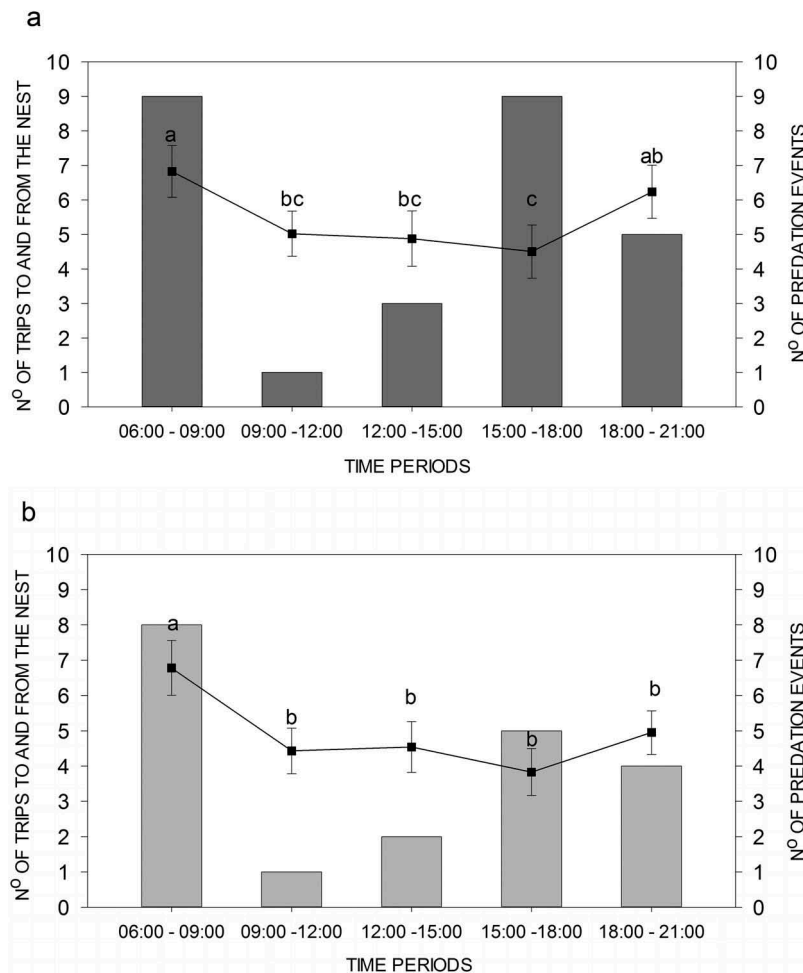 a
10
9
8
7
6
5
4
3
2
1
0
Nº OF TRIPS TO AND FROM THE NEST
a
bc
bc
c
ab
10
9
8
7
6
5
4
3
2
1
0
Nº OF PREDATION EVENTS
06:00 - 09:00 09:00 -12:00 12:00 -15:00 15:00 -18:00 18:00 - 21:00
TIME PERIODS
b
10
9
8
7
6
5
4
3
2
1
0
Nº OF TRIPS TO AND FROM THE NEST
a
b
b
b
b
10
9
8
7
6
5
4
3
2
1
0
Nº OF PREDATION EVENTS
06:00 - 09:00 09:00 -12:00 12:00 -15:00 15:00 -18:00 18:00 - 21:00
TIME PERIODS